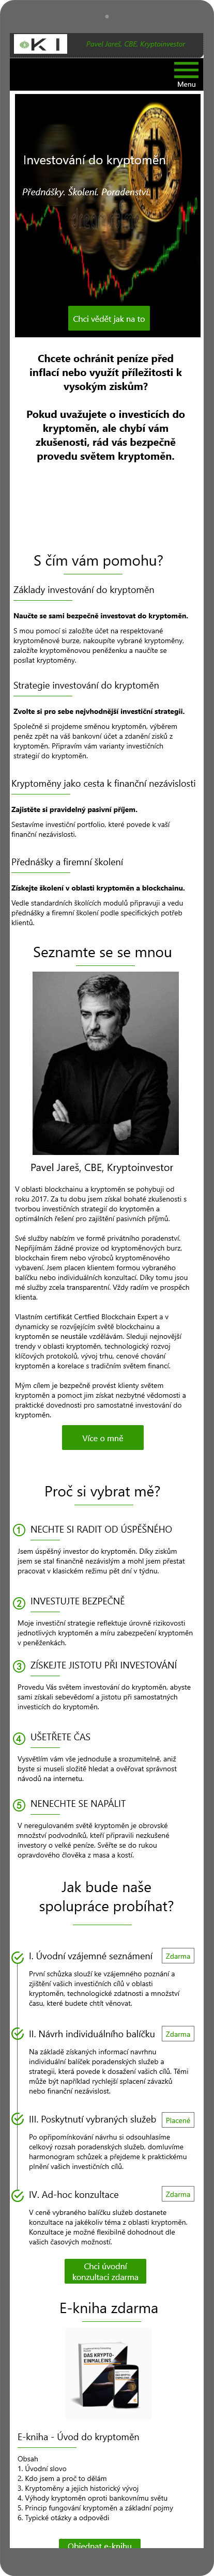 KI
Pavel Jareš, CBE, Kryptoinvestor
Menu
Investování do kryptoměn
Přednášky. Školení. Poradenství.
Chci vědět jak na to
Chcete ochránit peníze před
inflací nebo využít příležitosti k
vysokým ziskům?
Pokud uvažujete o investicích do
kryptoměn, ale chybí vám
zkušenosti, rád vás bezpečně
provedu světem kryptoměn.
S čím vam pomohu?
Základy investování do kryptoměn
Naučte se sami bezpečně investovat do kryptoměn.
S mou pomocí si založíte účet na respektované
kryptoměnové burze, nakoupíte vybrané kryptoměny,
založíte kryptoměnovou peněženku a naučíte se
posílat kryptoměny.
Strategie investování do kryptoměn
Zvolte si pro sebe nejvhodnější investiční strategii.
Společně si projdeme směnou kryptoměn, výběrem
peněz zpět na váš bankovní účet a zdanění zisků z
kryptoměn. Připravím vám varianty investičních
strategií do kryptoměn.
Kryptoměny jako cesta k finanční nezávislosti
Zajistěte si pravidelný pasivní příjem.
Sestavíme investiční portfolio, které povede k vaší
finanční nezávislosti.
Přednášky a firemní školení
Získejte školení v oblasti kryptoměn a blockchainu.
Vedle standardních školících modulů připravuji a vedu
přednášky a firemní školení podle specifických potřeb
klientů.
Seznamte se se mnou
Pavel Jareš, CBE, Kryptoinvestor
V oblasti blockchainu a kryptoměn se pohybuji od
roku 2017. Za tu dobu jsem získal bohaté zkušenosti s
tvorbou investičních strategií do kryptoměn a
optimálních řešení pro zajištění pasivních příjmů.
Své služby nabízím ve formě privátního poradenství.
Nepřijímám žádné provize od kryptoměnových burz,
blockchain firem nebo výrobců kryptoměnového
vybavení. Jsem placen klientem formou vybraného
balíčku nebo individuálních konzultací. Díky tomu jsou
mé služby zcela transparentní. Vždy radím ve prospěch
klienta.
Vlastním certifikát Certfied Blockchain Expert a v
dynamicky se rozvíjejícím světě blockchainu a
kryptoměn se neustále vzdělávám. Sleduji nejnovější
trendy v oblasti kryptoměn, technologický rozvoj
klíčových protokolů, vývoj trhu, cenové chování
kryptoměn a korelace s tradičním světem financí.
Mým cílem je bezpečně provést klienty světem
kryptoměn a pomoct jim získat nezbytné vědomosti a
praktické dovednosti pro samostatné investování do
kryptoměn.
Více o mně
Proč si vybrat mě?
1 NECHTE SI RADIT OD ÚSPĚŠNÉHO
Jsem úspěšný investor do kryptoměn. Díky ziskům
jsem se stal finančně nezávislým a mohl jsem přestat
pracovat v klasickém režimu pět dní v týdnu.
2 INVESTUJTE BEZPEČNĚ
Moje investiční strategie reflektuje úrovně rizikovosti
jednotlivých kryptoměn a míru zabezpečení kryptoměn
v peněženkách.
3 ZÍSKEJTE JISTOTU PŘI INVESTOVÁNÍ
Provedu Vás světem investování do kryptoměn, abyste
sami získali sebevědomí a jistotu při samostatných
investicích do kryptoměn.
4 UŠETŘETE ČAS
Vysvětlím vám vše jednoduše a srozumitelně, aniž
byste si museli složitě hledat a ověřovat správnost
návodů na internetu.
5 NENECHTE SE NAPÁLIT
V neregulovaném světě kryptoměn je obrovské
množství podvodníků, kteří připravili nezkušené
investory o velké peníze. Svěřte se do rukou
opravdového člověka z masa a kostí.
Jak bude naše
spolupráce probíhat?
I. Úvodní vzájemné seznámení Zdarma
První schůzka slouží ke vzájemného poznání a
zjištění vašich investičních cílů v oblasti
kryptoměn, technologické zdatnosti a množství
času, které budete chtít věnovat.
II. Návrh individuálního balíčku Zdarma
Na základě získaných informací navrhnu
individuální balíček poradenských služeb a
strategii, která povede k dosažení vašich cílů. Těmi
může být například rychlejší splacení závazků
nebo finanční nezávislost.
III. Poskytnutí vybraných služeb Placené
Po opřipomínkování návrhu si odsouhlasíme
celkový rozsah poradenských služeb, domluvíme
harmonogram schůzek a přejdeme k praktickému
plnění vašich investičních cílů.
IV. Ad-hoc konzultace Zdarma
V ceně vybraného balíčku služeb dostanete
konzultace na jakékoliv téma z oblasti kryptoměn.
Konzultace je možné flexibilně dohodnout dle
vašich časových možností.
Chci úvodní
konzultaci zdarma
E-kniha zdarma
DAS KRYPTO-
EINMALEINS
E-kniha - Úvod do kryptoměn
Obsah
1. Úvodní slovo
2. Kdo jsem a proč to dělám
3. Kryptoměny a jejich historický vývoj
4. Výhody kryptoměn oproti bankovnímu světu
5. Princip fungování kryptoměn a základní pojmy
6. Typické otázky a odpovědi
Objednat e-knihu